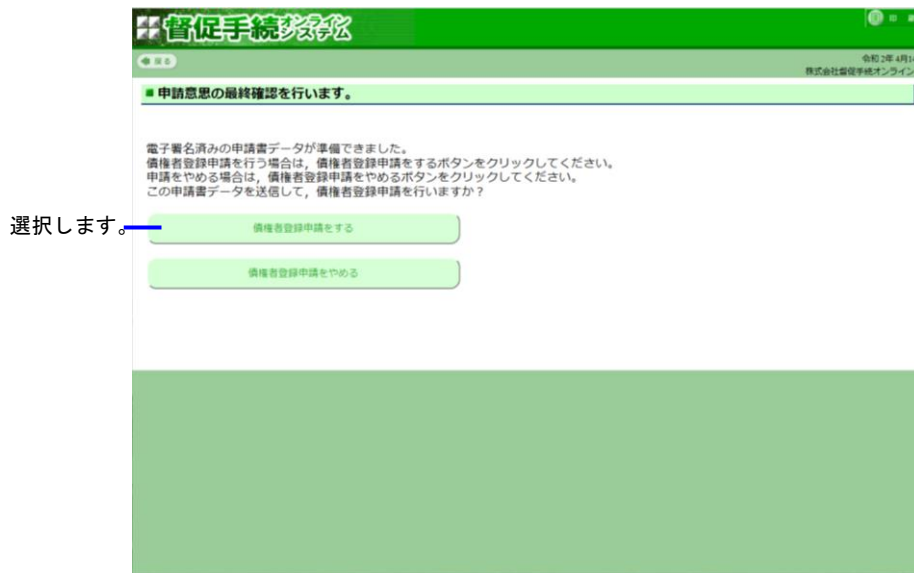 督促手続オンラインシステム
印
戻る
令和2年4月1
株式会社督促手続オンライン
申請意思の最終確認を行います。
電子署名済みの申請書データが準備できました。
債権者登録申請を行う場合は，債権者登録申請をするボタンをクリックしてください。
申請をやめる場合は，債権者登録申請をやめるボタンをクリックしてください。
この申請書データを送信して，債権者登録申請を行いますか？
選択します。
債権者登録申請をする
債権者登録申請をやめる